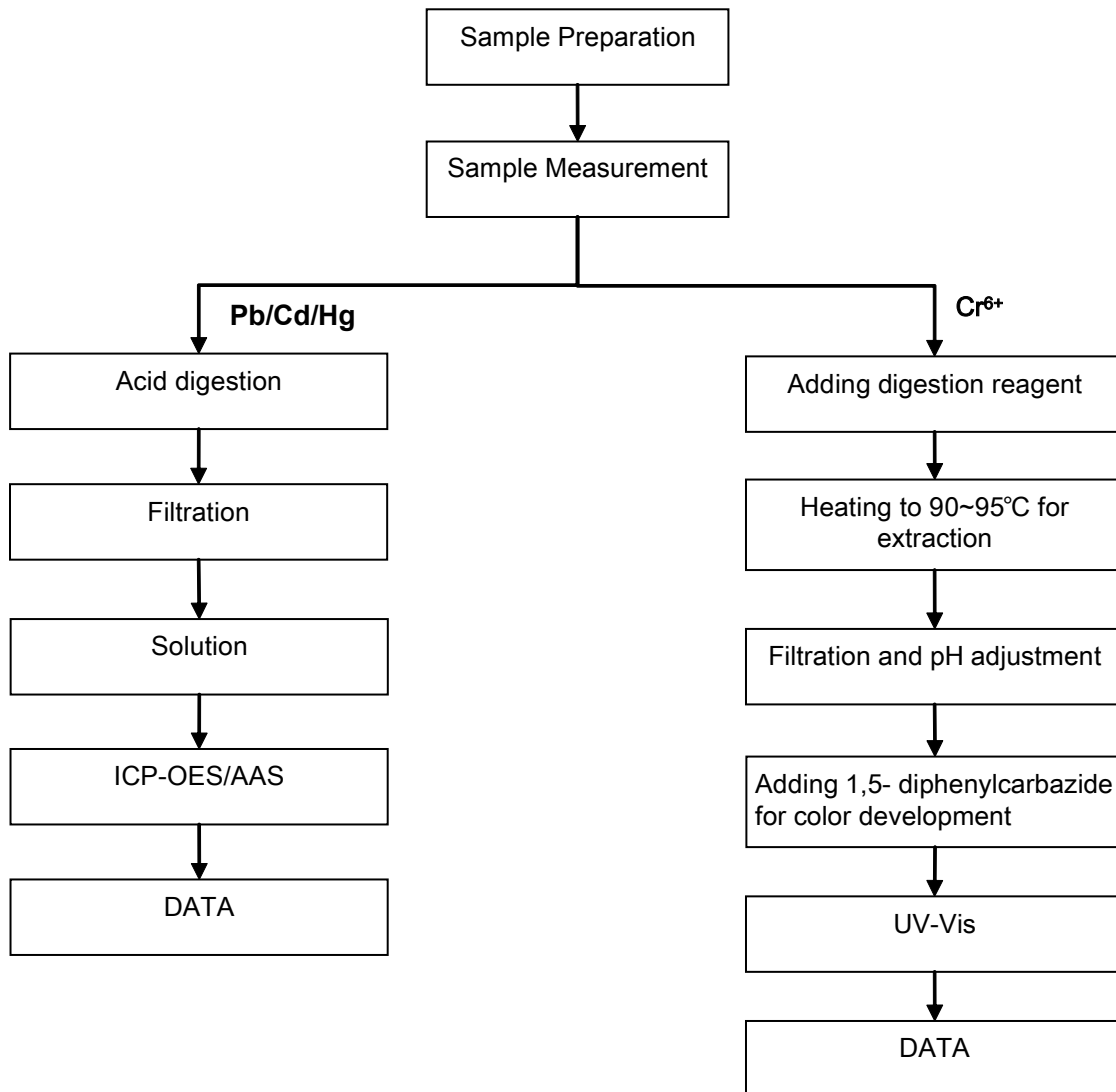 Sample Preparation
Sample Measurement
Pb/Cd/Hg
Acid digestion
Filtration
Solution
ICP-OES/AAS
DATA
Cr⁶⁺
Adding digestion reagent
Heating to 90~95℃ for
extraction
Filtration and pH adjustment
Adding 1,5- diphenylcarbazide
for color development
UV-Vis
DATA